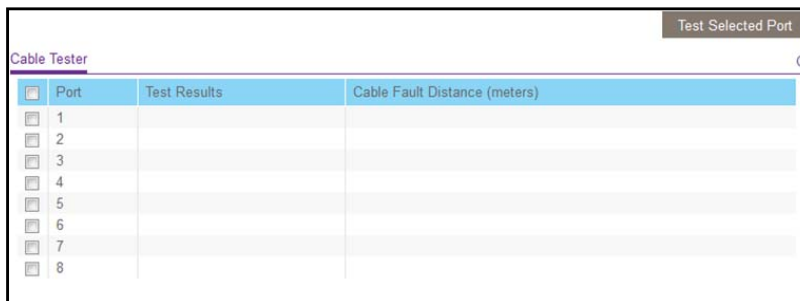 Test Selected Port
Cable Tester
Port Test Results Cable Fault Distance (meters)
1
2
3
4
5
6
7
8